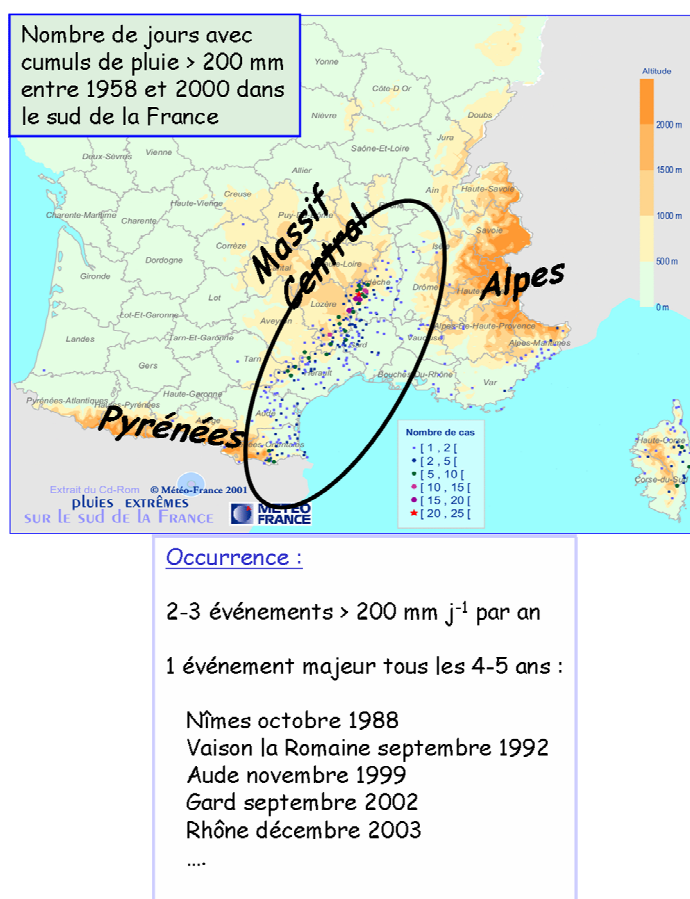 Nombre de jours avec
cumuls de pluie > 200 mm
entre 1958 et 2000 dans
le sud de la France
Altitude
2000 m
1500 m
1000 m
500 m
0 m
Yonne
Côte-D Or
Doubs
Nièvre
Saône-Et-Loire
Jura
Deux-Sèvres
Vienne
Allier
Creuse
Ain
Haute-Savoie
Haute-Vienne
Charente-Maritime
Charente
Savoie
Corrèze
Isère
Massif
Central
Dordogne
Gironde
Lot
Lozère
Drôme
Alpes
Lot-Et-Garonne
Aveyron
Alpes-De-Haute-Provence
Landes
Tarn-Et-Garonne
Vaucluse
Alpes-Maritimes
Gers
Tarn
Hérault
Bouches-Du-Rhône
Var
Haute-Garonne
Pyrénées-Atlantiques
Hautes-Pyrénées
Aude
Pyrénées
Haute-Corse
Corse-du-Sud
Nombre de cas
[ 1 , 2 [
[ 2 , 5 [
[ 5 , 10 [
[ 10 , 15 [
[ 15 , 20 [
[ 20 , 25 [
Extrait du Cd-Rom © Météo-France 2001
PLUIES EXTRÊMES
SUR LE SUD DE LA FRANCE
METEO
FRANCE
Occurrence :
2-3 événements > 200 mm j-1 par an
1 événement majeur tous les 4-5 ans :
Nîmes octobre 1988
Vaison la Romaine septembre 1992
Aude novembre 1999
Gard septembre 2002
Rhône décembre 2003
....